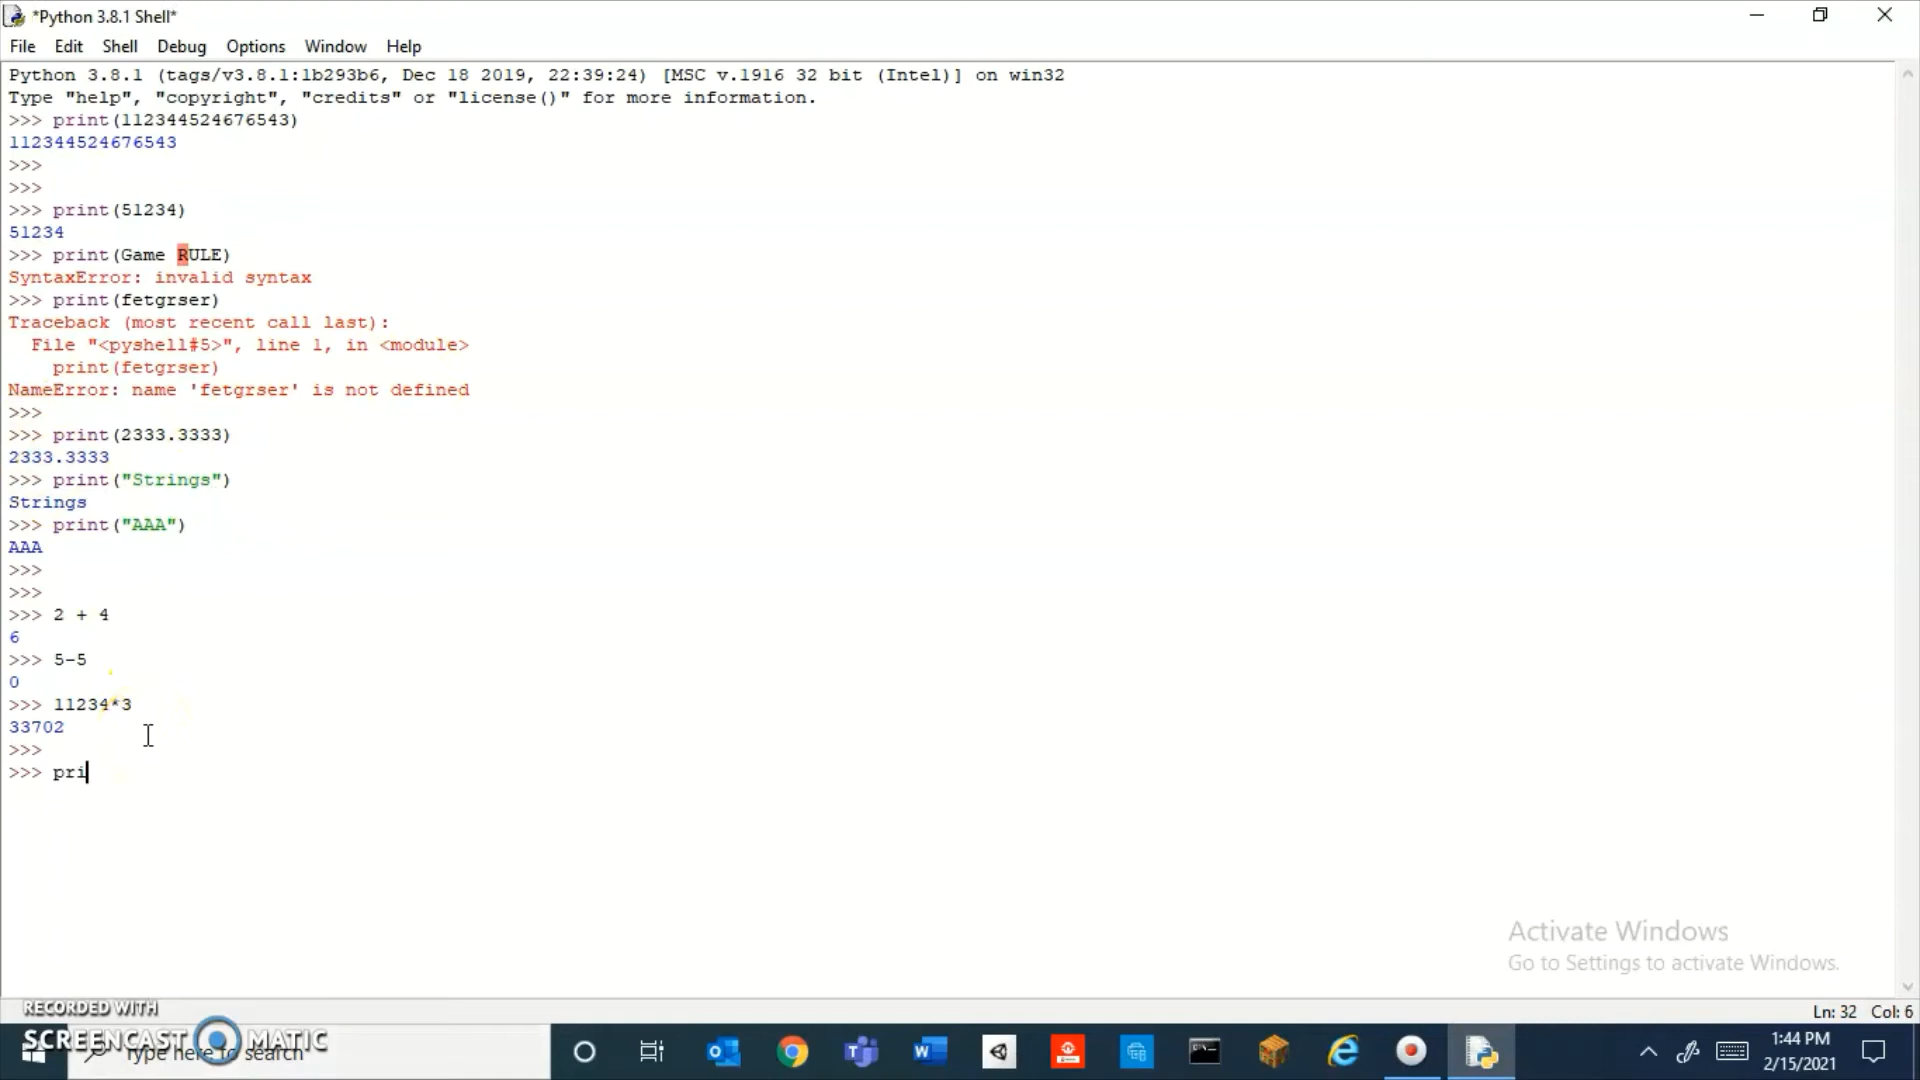 *Python 3.8.1 Shell*
File Edit Shell Debug Options Window Help
Python 3.8.1 (tags/v3.8.1:1b293b6, Dec 18 2019, 22:39:24) [MSC v.1916 32 bit (Intel)] on win32
Type "help", "copyright", "credits" or "license()" for more information.
>>> print(112344524676543)
112344524676543
>>>
>>>
>>> print(51234)
51234
>>> print(Game RULE)
SyntaxError: invalid syntax
>>> print(fetgrser)
Traceback (most recent call last):
  File "<pyshell#5>", line 1, in <module>
    print(fetgrser)
NameError: name 'fetgrser' is not defined
>>>
>>> print(2333.3333)
2333.3333
>>> print("Strings")
Strings
>>> print("AAA")
AAA
>>>
>>>
>>> 2 + 4
6
>>> 5-5
0
>>> 11234*3
33702
>>>
>>> pri
Activate Windows
Go to Settings to activate Windows.
RECORDED WITH
Ln: 32 Col: 6
SCREENCAST MATIC
Type here to search
1:44 PM
2/15/2021